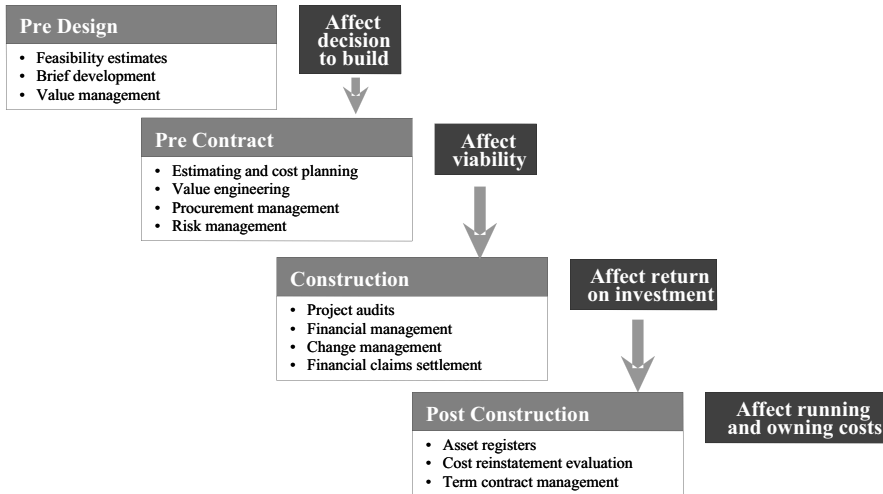 Pre Design
• Feasibility estimates
• Brief development
• Value management
Affect
decision
to build
Pre Contract
• Estimating and cost planning
• Value engineering
• Procurement management
• Risk management
Affect
viability
Construction
• Project audits
• Financial management
• Change management
• Financial claims settlement
Affect return
on investment
Post Construction
• Asset registers
• Cost reinstatement evaluation
• Term contract management
Affect running
and owning costs